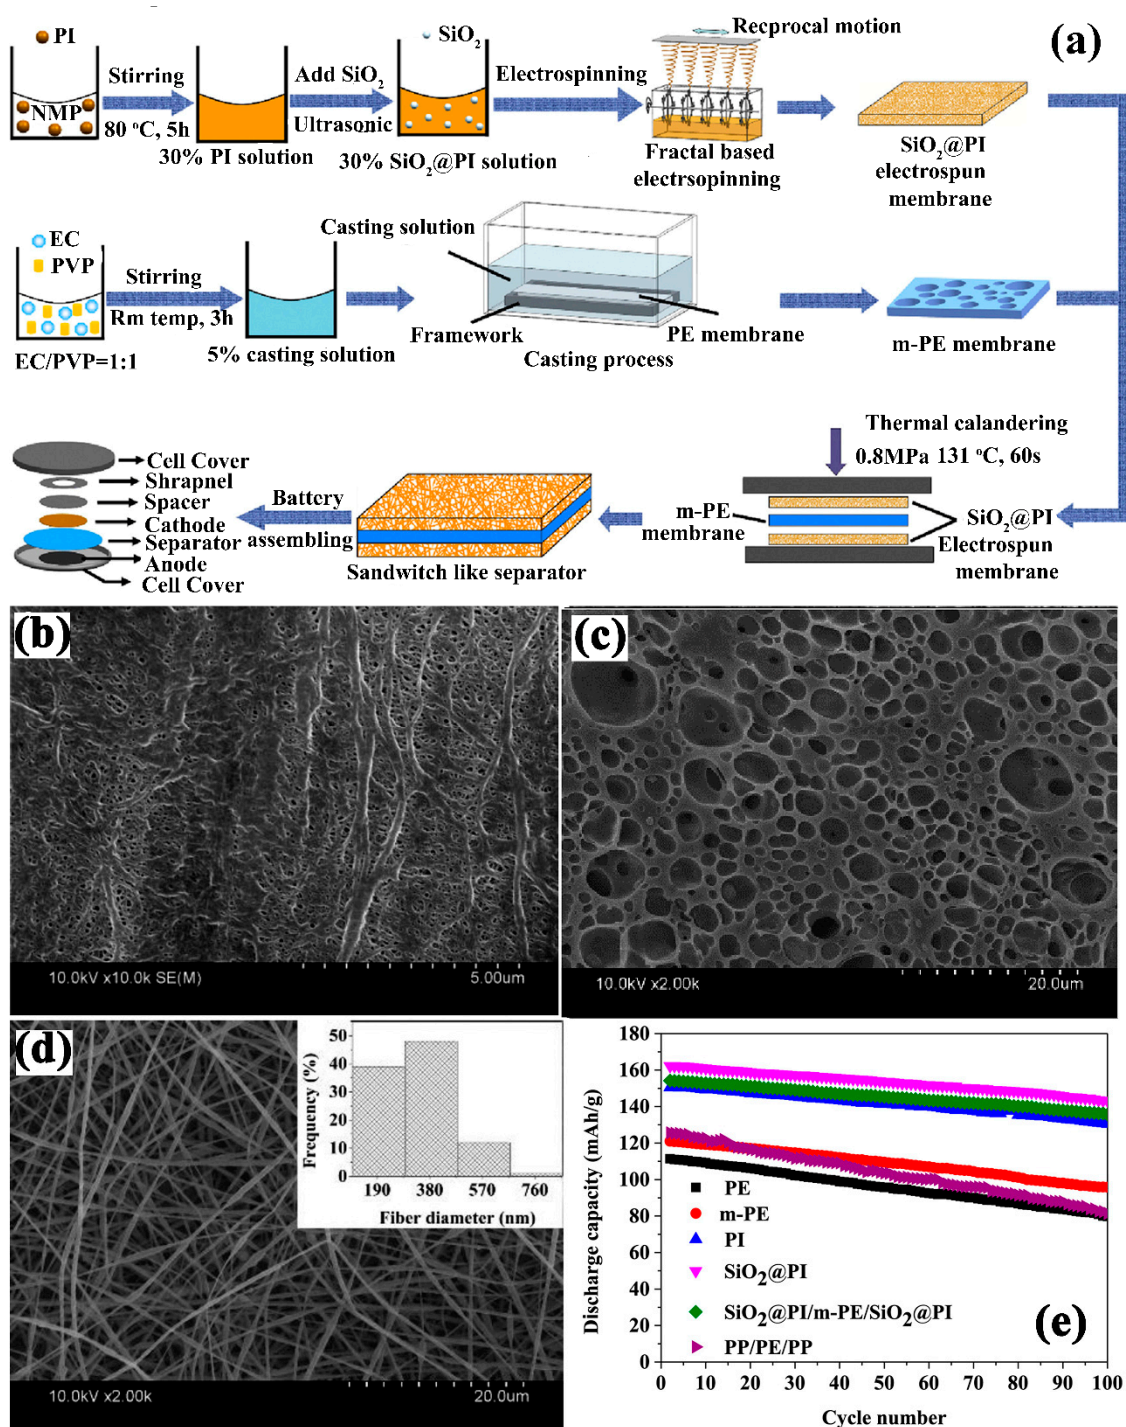 (a)
PI
NMP
Stirring
80 °C, 5h
30% PI solution
Add SiO₂
Ultrasonic
SiO₂
30% SiO₂@PI solution
Electrospinning
Reciprocal motion
Fractal based
electrsopinning
SiO₂@PI
electrospun
membrane
EC
PVP
EC/PVP=1:1
Stirring
Rm temp, 3h
5% casting solution
Casting solution
Framework
PE membrane
Casting process
m-PE membrane
Thermal calandering
0.8MPa 131 °C, 60s
m-PE
membrane
SiO₂@PI
Electrospun
membrane
Sandwitch like separator
Battery
assembling
Cell Cover
Shrapnel
Spacer
Cathode
Separator
Anode
Cell Cover
(b)
10.0kV x10.0k SE(M)
5.00um
(c)
10.0kV x2.00k
20.0um
(d)
Frequency (%)
50
40
30
20
10
0
190 380 570 760
Fiber diameter (nm)
10.0kV x2.00k
20.0um
(e)
Discharge capacity (mAh/g)
180
160
140
120
100
80
60
40
20
0
PE
m-PE
PI
SiO₂@PI
SiO₂@PI/m-PE/SiO₂@PI
PP/PE/PP
0 10 20 30 40 50 60 70 80 90 100
Cycle number